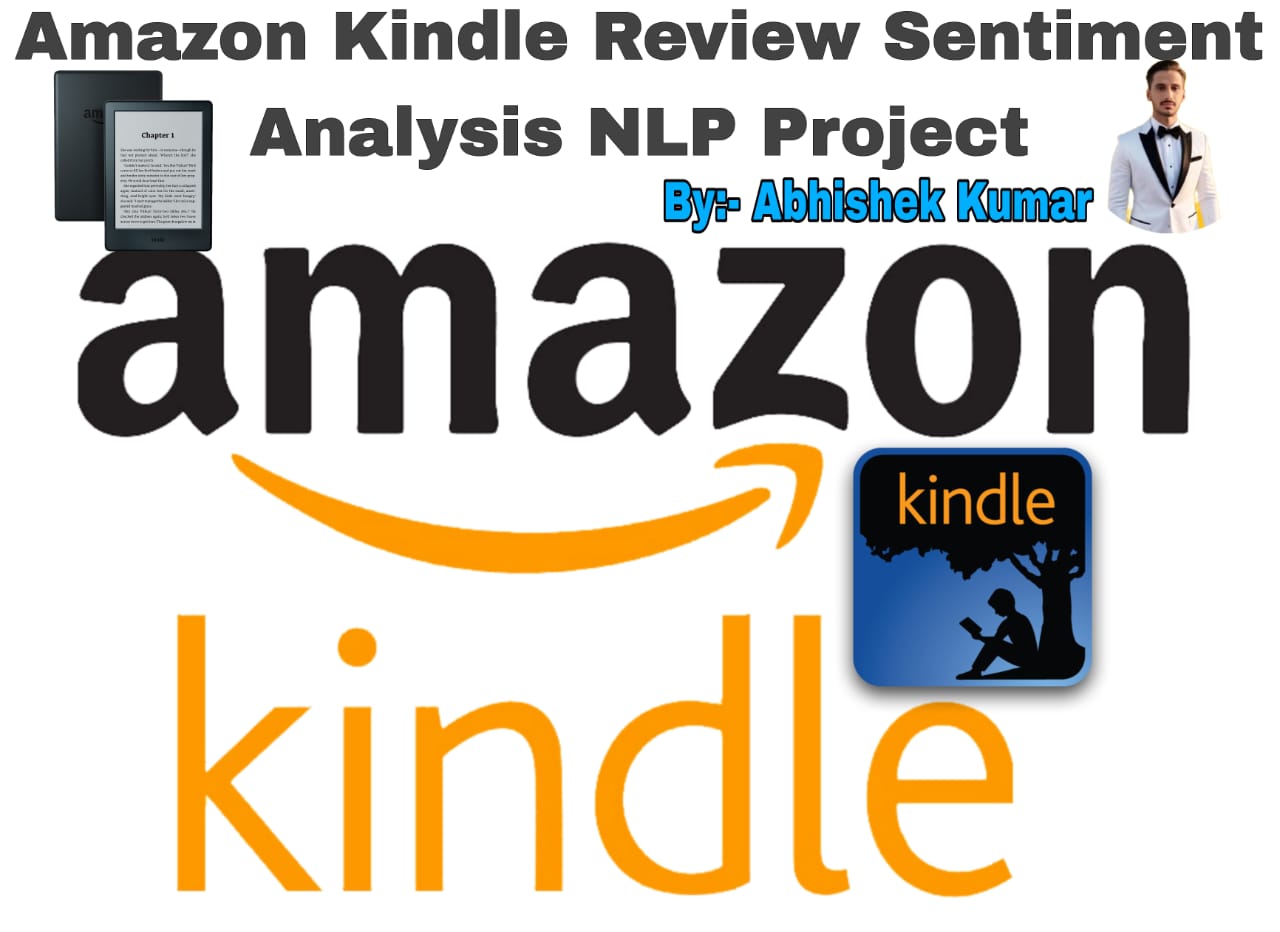 Amazon Kindle Review Sentiment
Analysis NLP Project
By:- Abhishek Kumar
Chapter 1
amazon
kindle
kindle